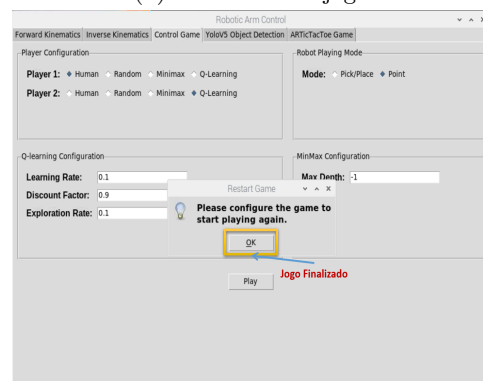 Robotic Arm Control
Forward Kinematics Inverse Kinematics Control Game YoloV5 Object Detection ARTicTacToe Game
Player Configuration
Player 1: Human Random Minimax Q-Learning
Player 2: Human Random Minimax Q-Learning
Robot Playing Mode
Mode: Pick/Place Point
Q-learning Configuration
Learning Rate: 0.1
Discount Factor: 0.9
Exploration Rate: 0.1
MinMax Configuration
Max Depth: -1
Restart Game
Please configure the game to
start playing again.
OK
Jogo Finalizado
Play